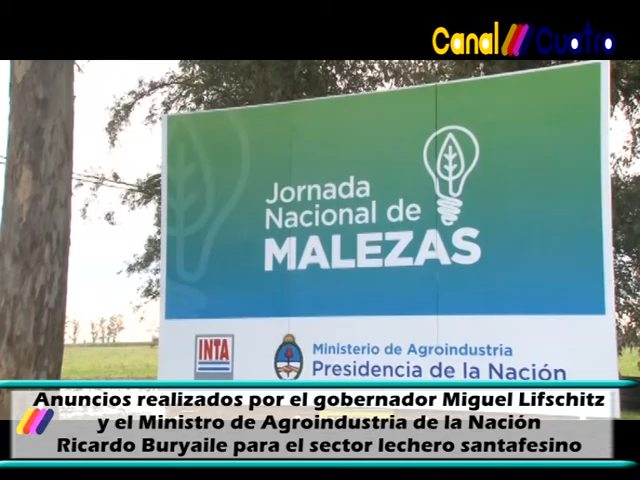 Canal///Cuatro
Jornada
Nacional de
MALEZAS
INTA
Ministerio de Agroindustria
Presidencia de la Nación
Anuncios realizados por el gobernador Miguel Lifschitz
y el Ministro de Agroindustria de la Nación
Ricardo Buryaile para el sector lechero santafesino